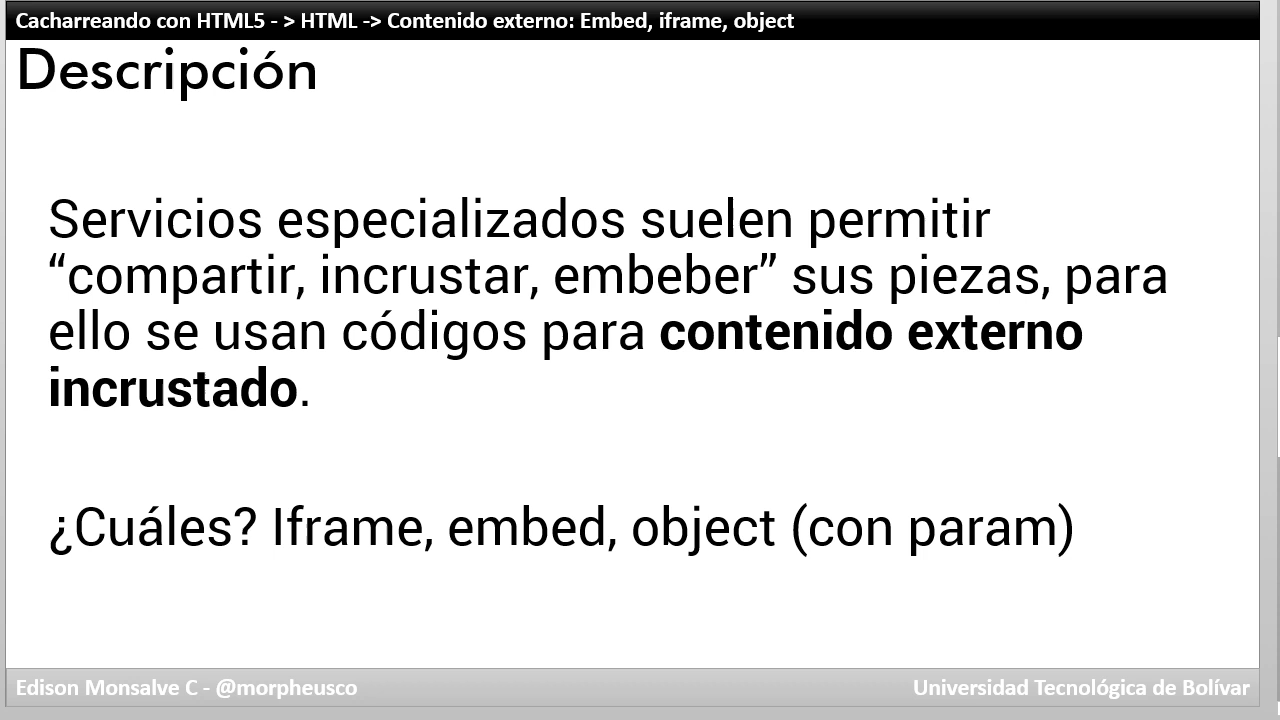 Cacharreando con HTML5 - > HTML -> Contenido externo: Embed, iframe, object
Descripción
Servicios especializados suelen permitir
“compartir, incrustar, embeber” sus piezas, para
ello se usan códigos para contenido externo
incrustado.
¿Cuáles? Iframe, embed, object (con param)
Edison Monsalve C - @morpheusco
Universidad Tecnológica de Bolívar